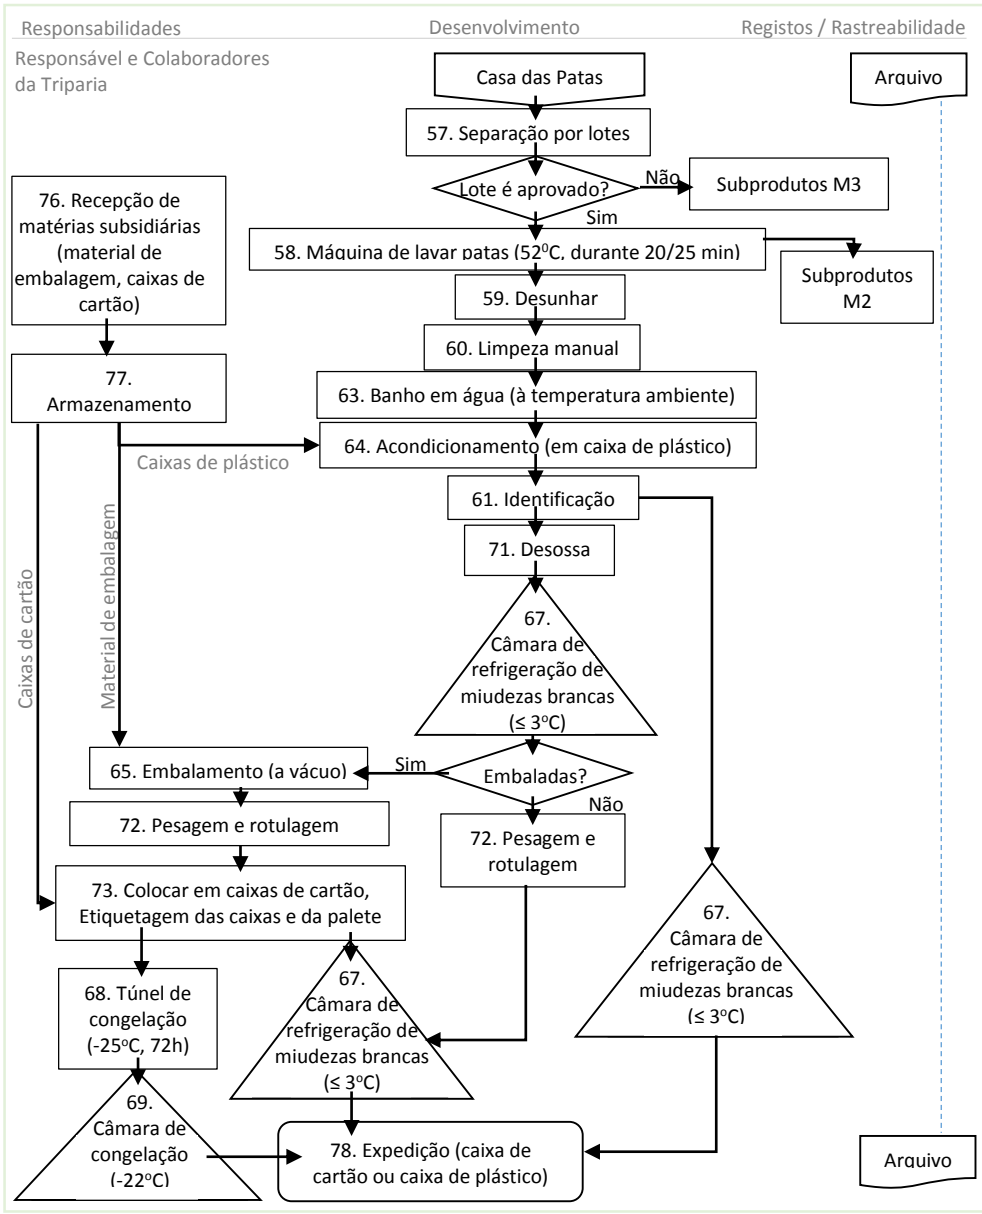 Responsabilidades
Desenvolvimento
Registos / Rastreabilidade
Responsável e Colaboradores
da Triparia
Casa das Patas
Arquivo
57. Separação por lotes
Lote é aprovado?
Não
Subprodutos M3
Sim
58. Máquina de lavar patas (52⁰C, durante 20/25 min)
Subprodutos
M2
59. Desunhar
60. Limpeza manual
76. Recepção de
matérias subsidiárias
(material de
embalagem, caixas de
cartão)
77.
Armazenamento
63. Banho em água (à temperatura ambiente)
64. Acondicionamento (em caixa de plástico)
Caixas de plástico
61. Identificação
71. Desossa
Material de embalagem
Caixas de cartão
67.
Câmara de
refrigeração de
miudezas brancas
(≤ 3ºC)
Embaladas?
Sim
Não
65. Embalamento (a vácuo)
72. Pesagem e rotulagem
72. Pesagem e
rotulagem
73. Colocar em caixas de cartão,
Etiquetagem das caixas e da palete
67.
Câmara de
refrigeração de
miudezas brancas
(≤ 3ºC)
68. Túnel de
congelação
(-25ºC, 72h)
67.
Câmara de
refrigeração de
miudezas brancas
(≤ 3ºC)
69.
Câmara de
congelação
(-22ºC)
78. Expedição (caixa de
cartão ou caixa de plástico)
Arquivo